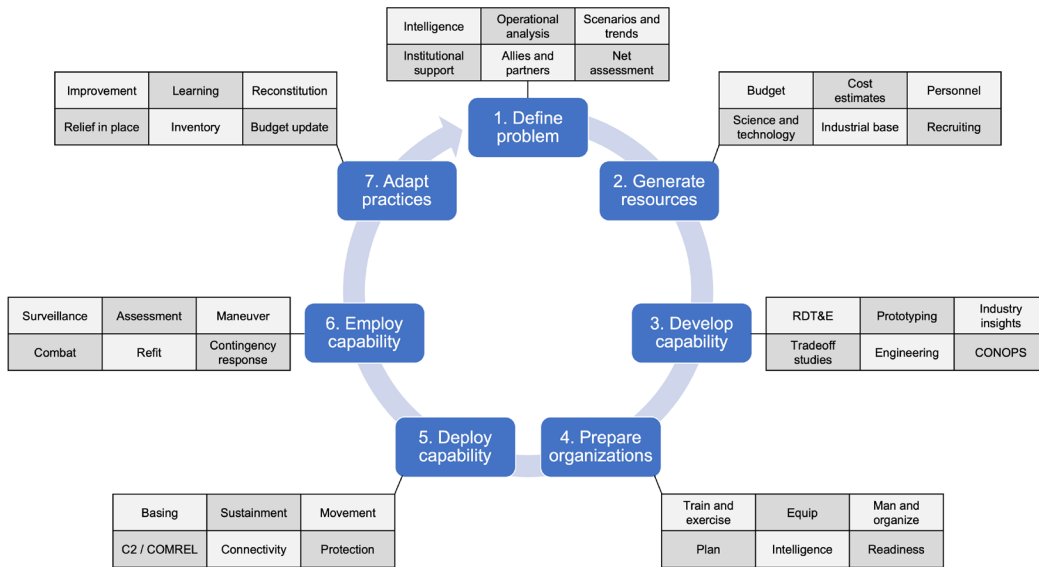 Intelligence
Operational
analysis
Scenarios and
trends
Institutional
support
Allies and
partners
Net
assessment
1. Define
problem
Budget
Cost
estimates
Personnel
Science and
technology
Industrial base
Recruiting
2. Generate
resources
RDT&E
Prototyping
Industry
insights
Tradeoff
studies
Engineering
CONOPS
3. Develop
capability
Train and
exercise
Equip
Man and
organize
Plan
Intelligence
Readiness
4. Prepare
organizations
Basing
Sustainment
Movement
C2 / COMREL
Connectivity
Protection
5. Deploy
capability
Surveillance
Assessment
Maneuver
Combat
Refit
Contingency
response
6. Employ
capability
Improvement
Learning
Reconstitution
Relief in place
Inventory
Budget update
7. Adapt
practices